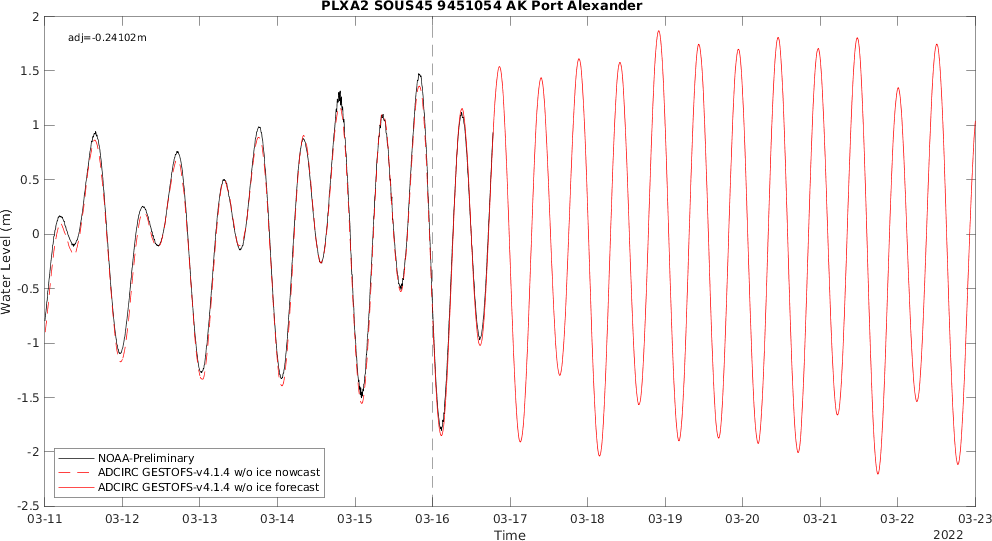 PLXA2 SOUS45 9451054 AK Port Alexander
adj=-0.24102m
2
1.5
1
0.5
0
-0.5
-1
-1.5
-2
-2.5
Water Level (m)
NOAA-Preliminary
ADCIRC GESTOFS-v4.1.4 w/o ice nowcast
ADCIRC GESTOFS-v4.1.4 w/o ice forecast
03-11 03-12 03-13 03-14 03-15 03-16 03-17 03-18 03-19 03-20 03-21 03-22 03-23
Time
2022